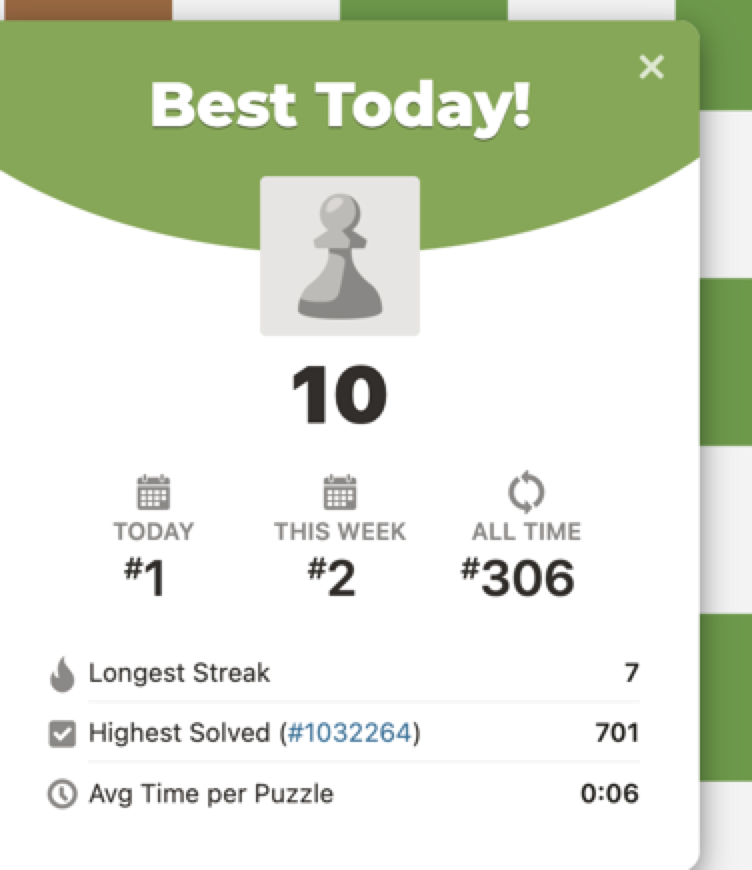 Best Today!
10
TODAY THIS WEEK ALL TIME
#1 #2 #306
Longest Streak 7
Highest Solved (#1032264) 701
Avg Time per Puzzle 0:06